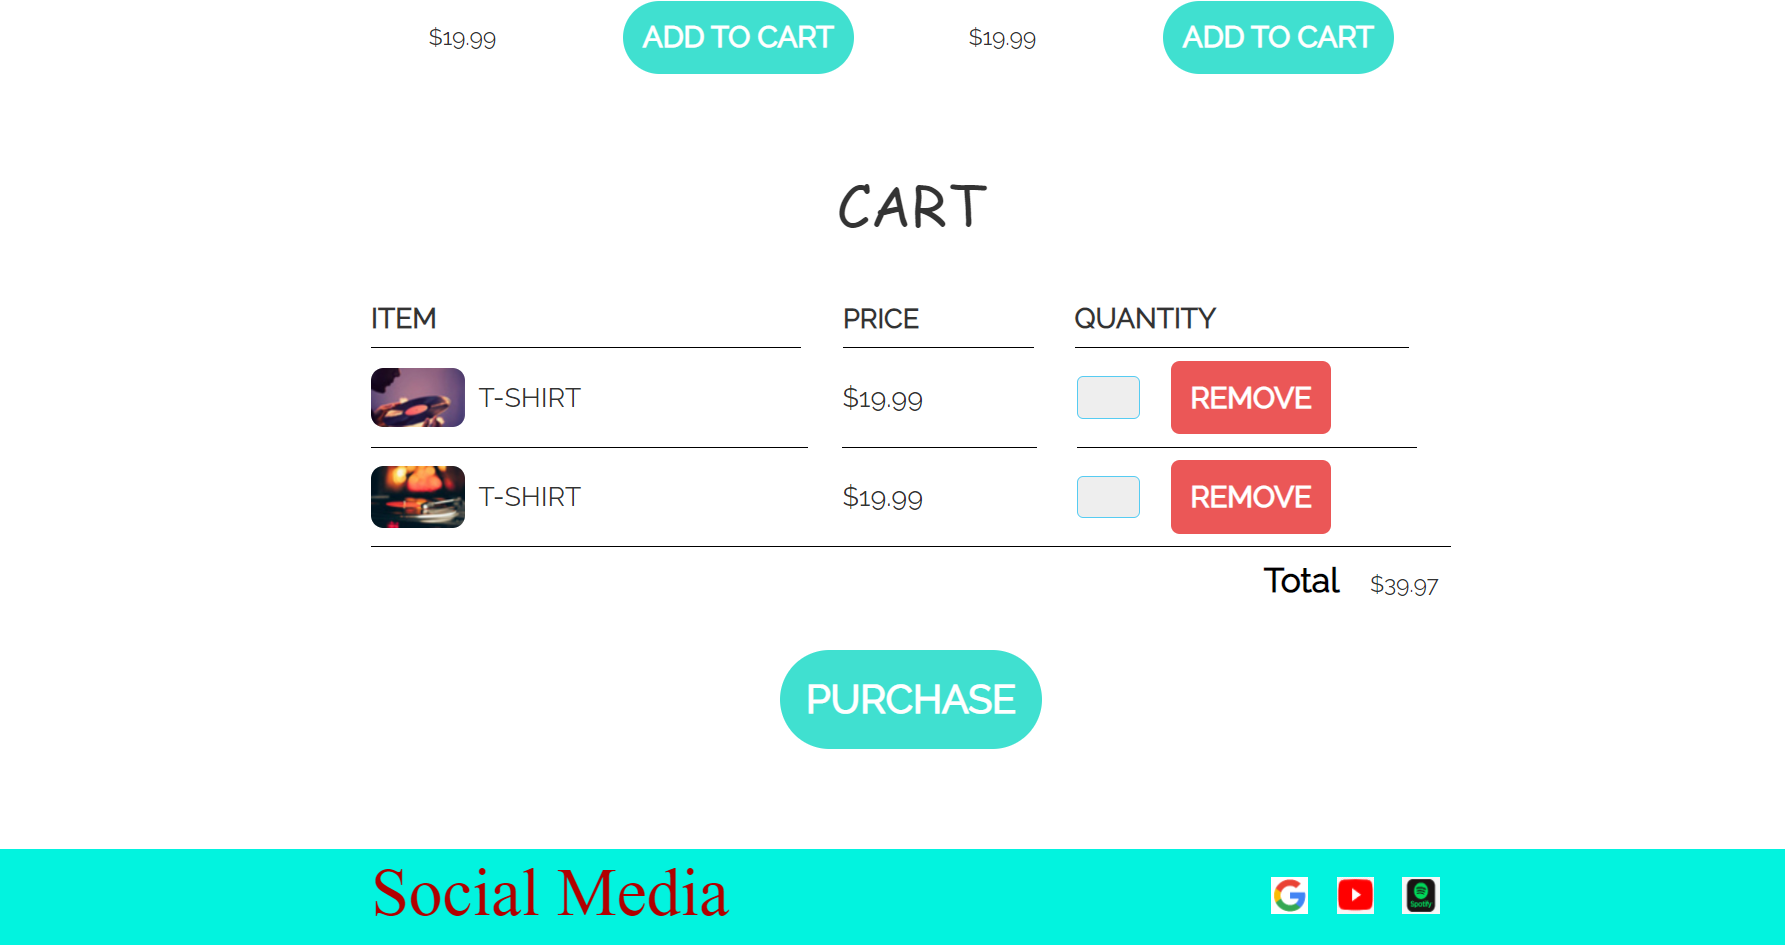 $19.99 ADD TO CART $19.99 ADD TO CART
CART
ITEM PRICE QUANTITY
T-SHIRT $19.99 REMOVE
T-SHIRT $19.99 REMOVE
Total $39.97
PURCHASE
Social Media
Spotify